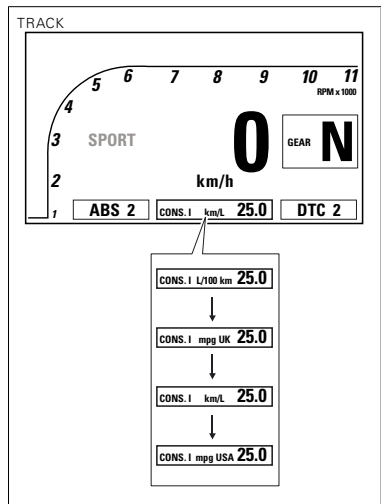 TRACK
5 6 7 8 9 10 11
RPM x 1000
4
3 SPORT 0 GEAR N
2 km/h
1 ABS 2 CONS. I km/L 25.0 DTC 2
CONS. I L/100 km 25.0
CONS. I mpg UK 25.0
CONS. I km/L 25.0
CONS. I mpg USA 25.0